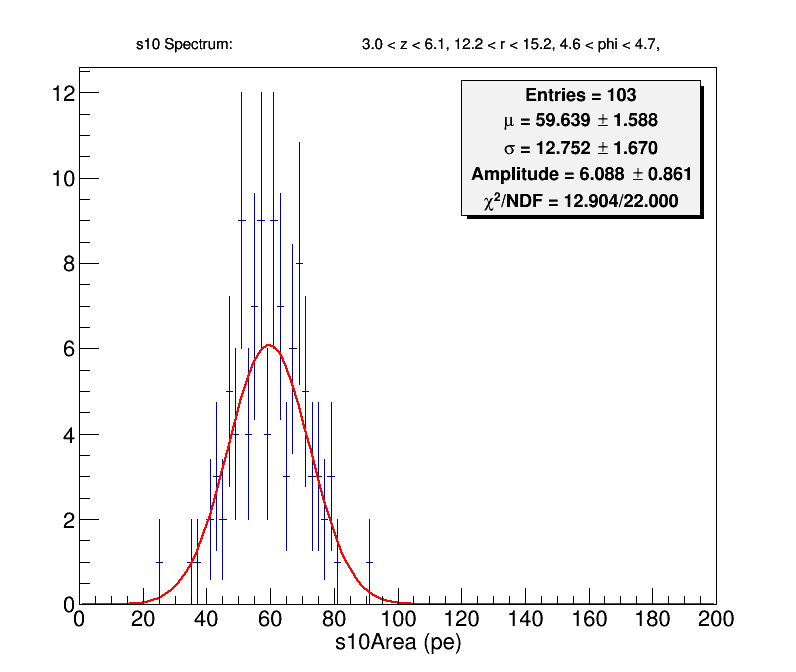 s10 Spectrum: 3.0 < z < 6.1, 12.2 < r < 15.2, 4.6 < phi < 4.7,
Entries = 103
μ = 59.639 ± 1.588
σ = 12.752 ± 1.670
Amplitude = 6.088 ± 0.861
χ²/NDF = 12.904/22.000
12
10
8
6
4
2
0
0 20 40 60 80 100 120 140 160 180 200
s10Area (pe)